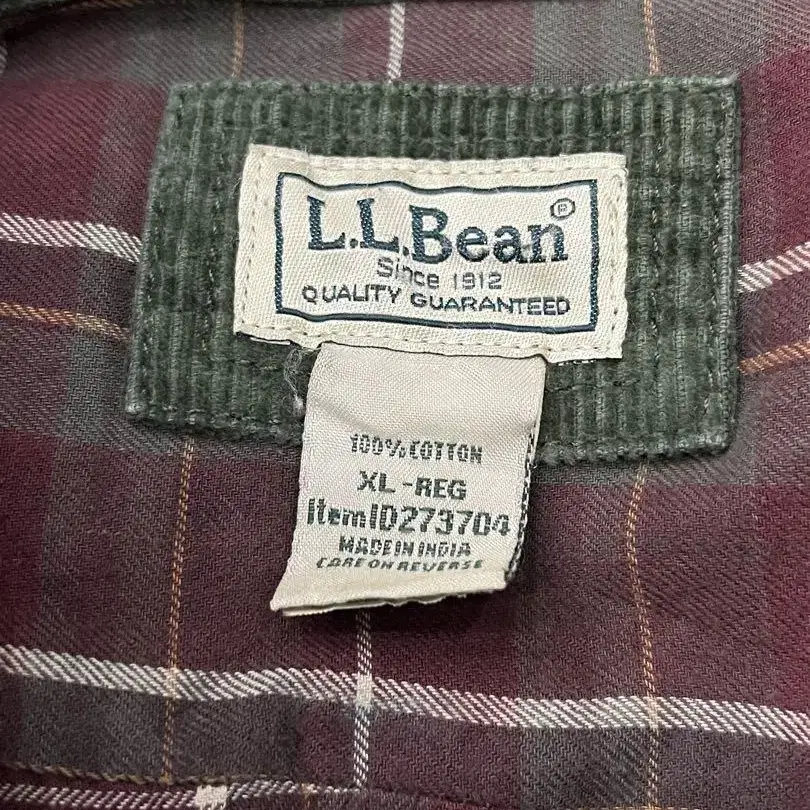 L.L.Bean®
Since 1912
QUALITY GUARANTEED
100% COTTON
XL-REG
Item ID273704
MADE IN INDIA
CARE ON REVERSE